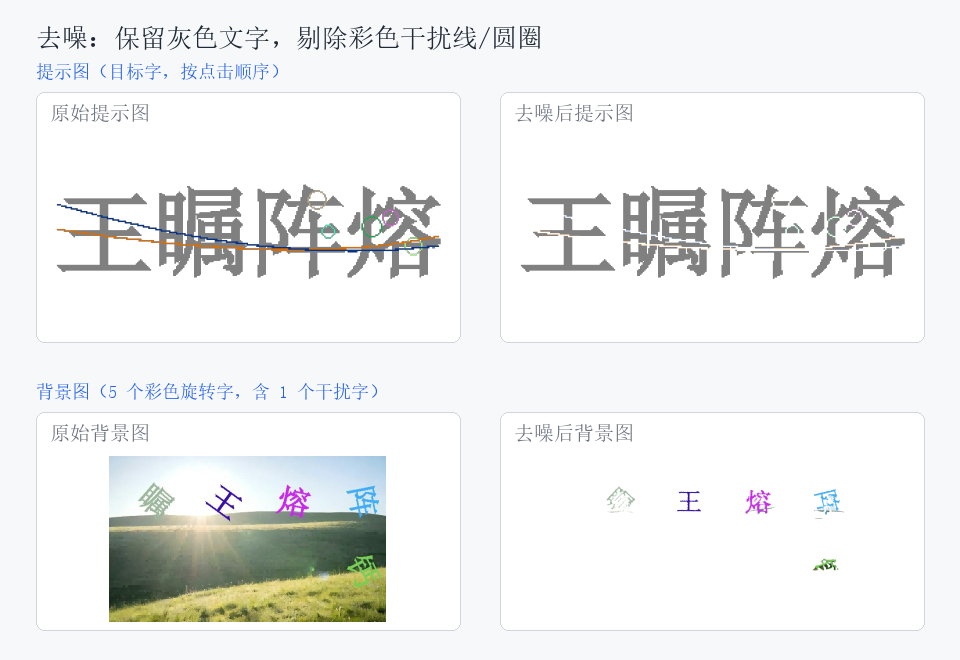 去噪：保留灰色文字，剔除彩色干扰线/圆圈
提示图（目标字，按点击顺序）
原始提示图
去噪后提示图
王瞩阵熔
王瞩阵熔
背景图（5 个彩色旋转字，含 1 个干扰字）
原始背景图
去噪后背景图
瞩 王 熔 阵
王 熔 阵